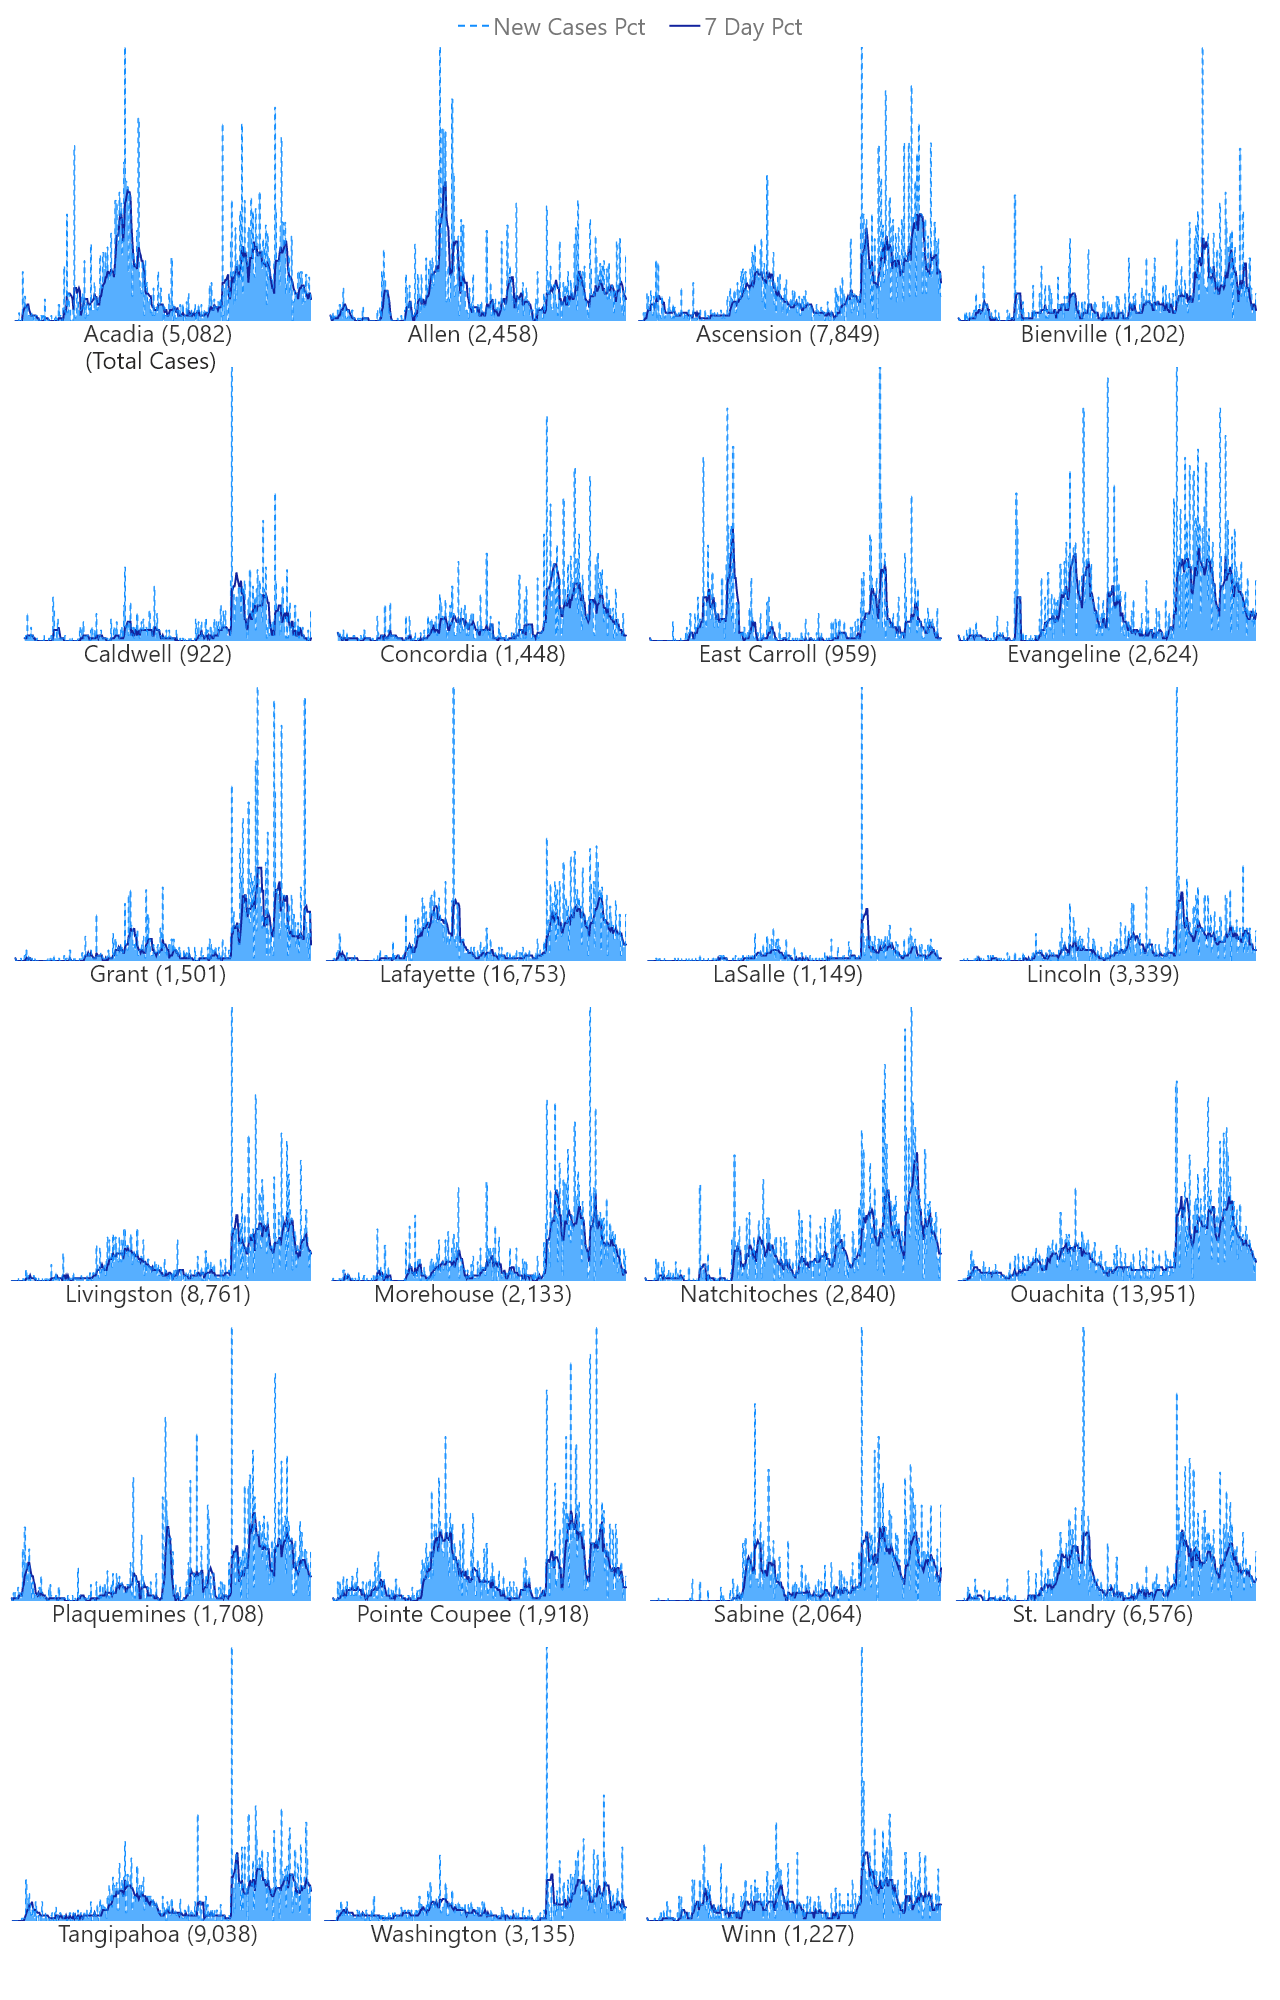 New Cases Pct 7 Day Pct
Acadia (5,082) Allen (2,458) Ascension (7,849) Bienville (1,202)
(Total Cases)
Caldwell (922) Concordia (1,448) East Carroll (959) Evangeline (2,624)
Grant (1,501) Lafayette (16,753) LaSalle (1,149) Lincoln (3,339)
Livingston (8,761) Morehouse (2,133) Natchitoches (2,840) Ouachita (13,951)
Plaquemines (1,708) Pointe Coupee (1,918) Sabine (2,064) St. Landry (6,576)
Tangipahoa (9,038) Washington (3,135) Winn (1,227)